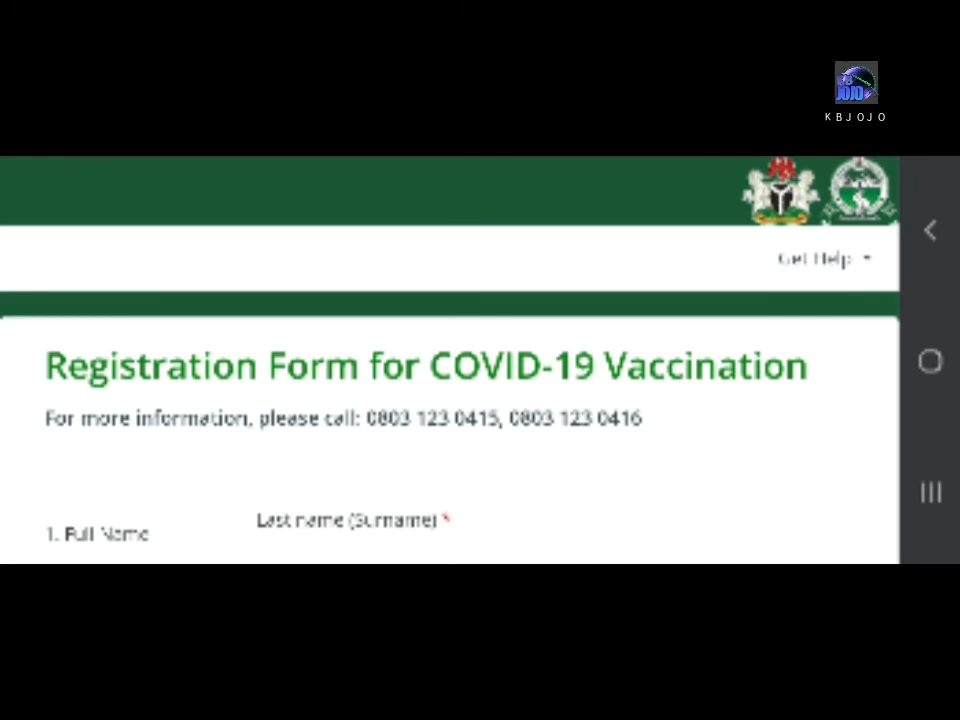 JOJO
KBJOJO
Get Help
Registration Form for COVID-19 Vaccination
For more information, please call: 0803 123 0415, 0803 123 0416
Last name (Surname) *
1. Full Name